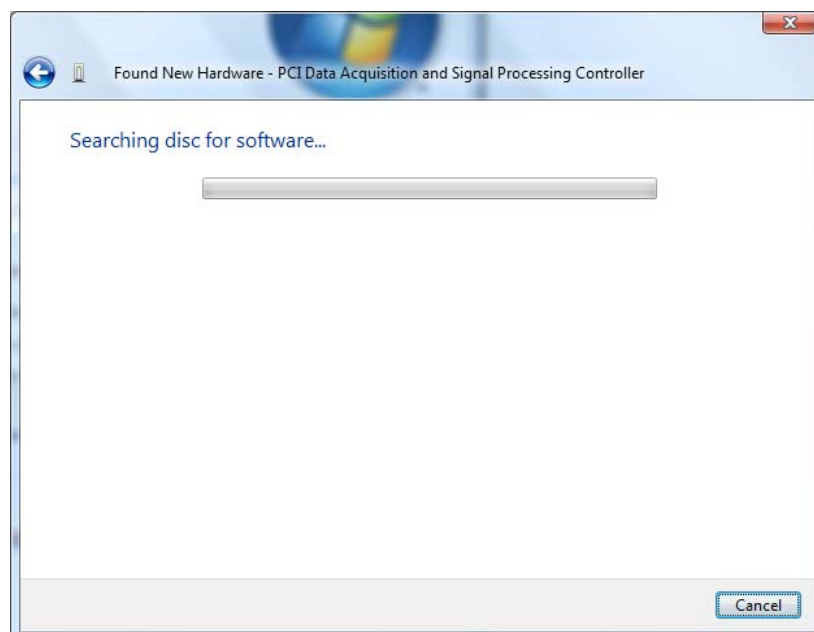 Found New Hardware - PCI Data Acquisition and Signal Processing Controller
Searching disc for software...
Cancel